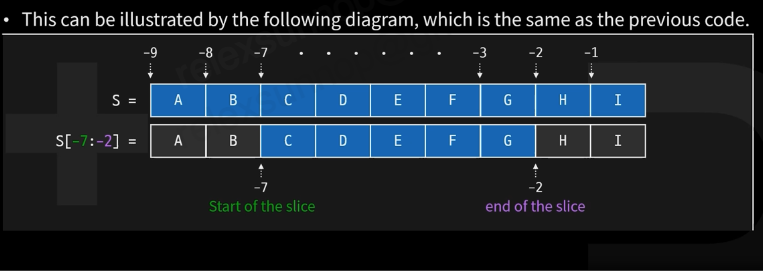 • This can be illustrated by the following diagram, which is the same as the previous code.
-9 -8 -7 · · · · · · -3 -2 -1
S = A B C D E F G H I
S[-7:-2] = A B C D E F G H I
-7 -2
Start of the slice end of the slice